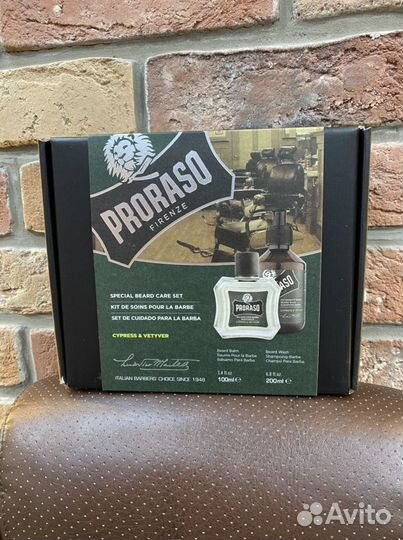 PRORASO
FIRENZE
SPECIAL BEARD CARE SET
KIT DE SOINS POUR LA BARBE
SET DE CUIDADO PARA LA BARBA
CYPRESS & VETYVER
ITALIAN BARBERS' CHOICE SINCE 1948
Beard Balm
Baume Pour la Barbe
Bálsamo Para Barba
3.4 fl.oz
100ml ℮
Beard Wash
Shampoing Barbe
Champú Para Barba
6.8 fl.oz
200ml ℮
Avito